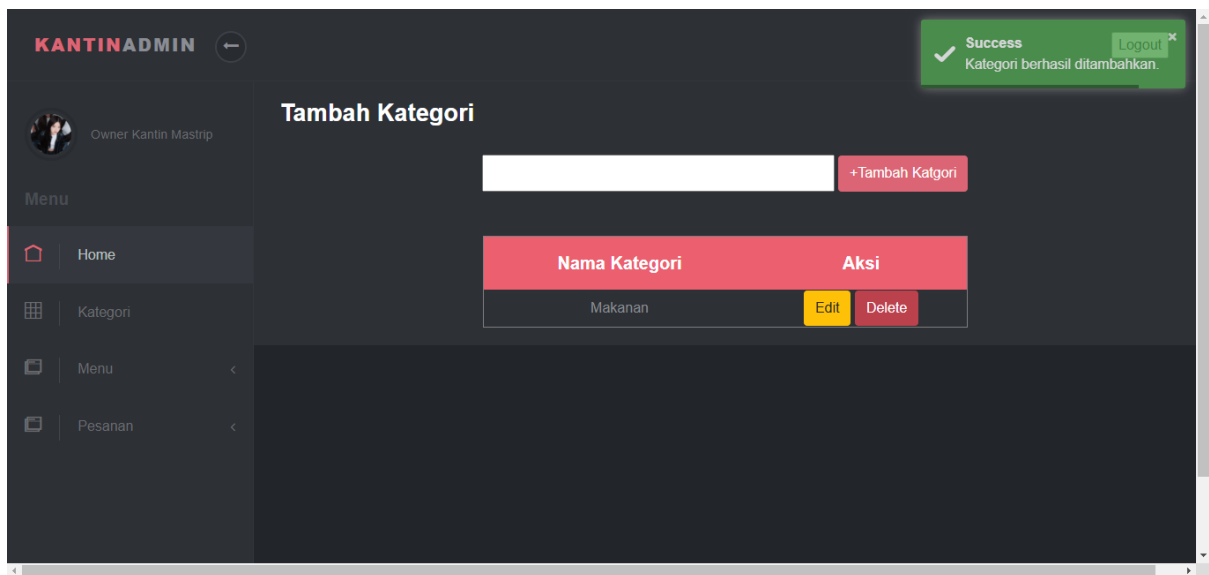 KANTINADMIN
Success
Logout
×
Kategori berhasil ditambahkan.
Owner Kantin Mastrip
Menu
Home
Kategori
Menu
Pesanan
Tambah Kategori
+Tambah Katgori
Nama Kategori Aksi
Makanan Edit Delete